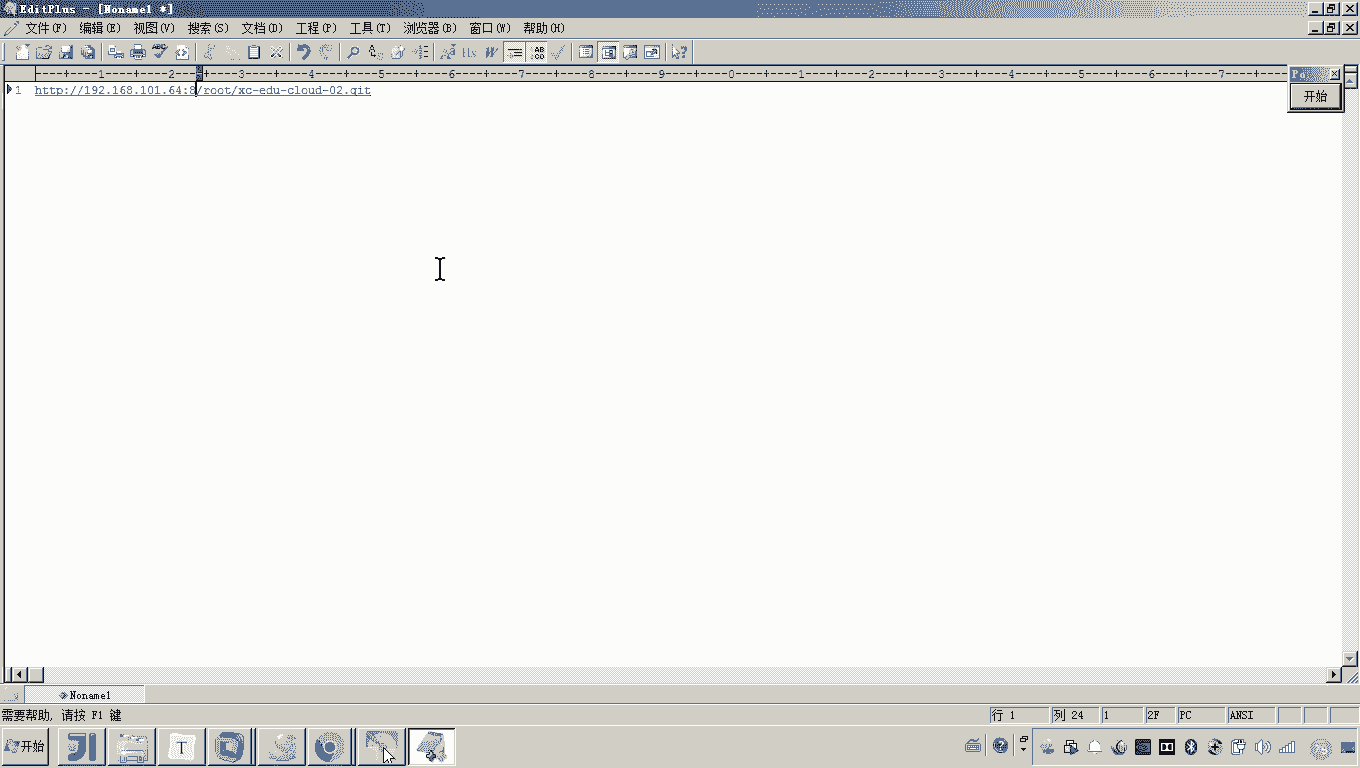 EditPlus - [Noname1 *]
文件(F) 编辑(E) 视图(V) 搜索(S) 文档(D) 工程(P) 工具(T) 浏览器(B) 窗口(W) 帮助(H)
----+----1----+----2----+----3----+----4----+----5----+----6----+----7----+----8----+----9----+----0----+----1----+----2----+----3----+----4----+----5----+----6----+----7----+--
1 http://192.168.101.64:8/root/xc-edu-cloud-02.git
开始
Noname1
需要帮助, 请按 F1 键 行 1 列 24 1 2F PC ANSI
开始